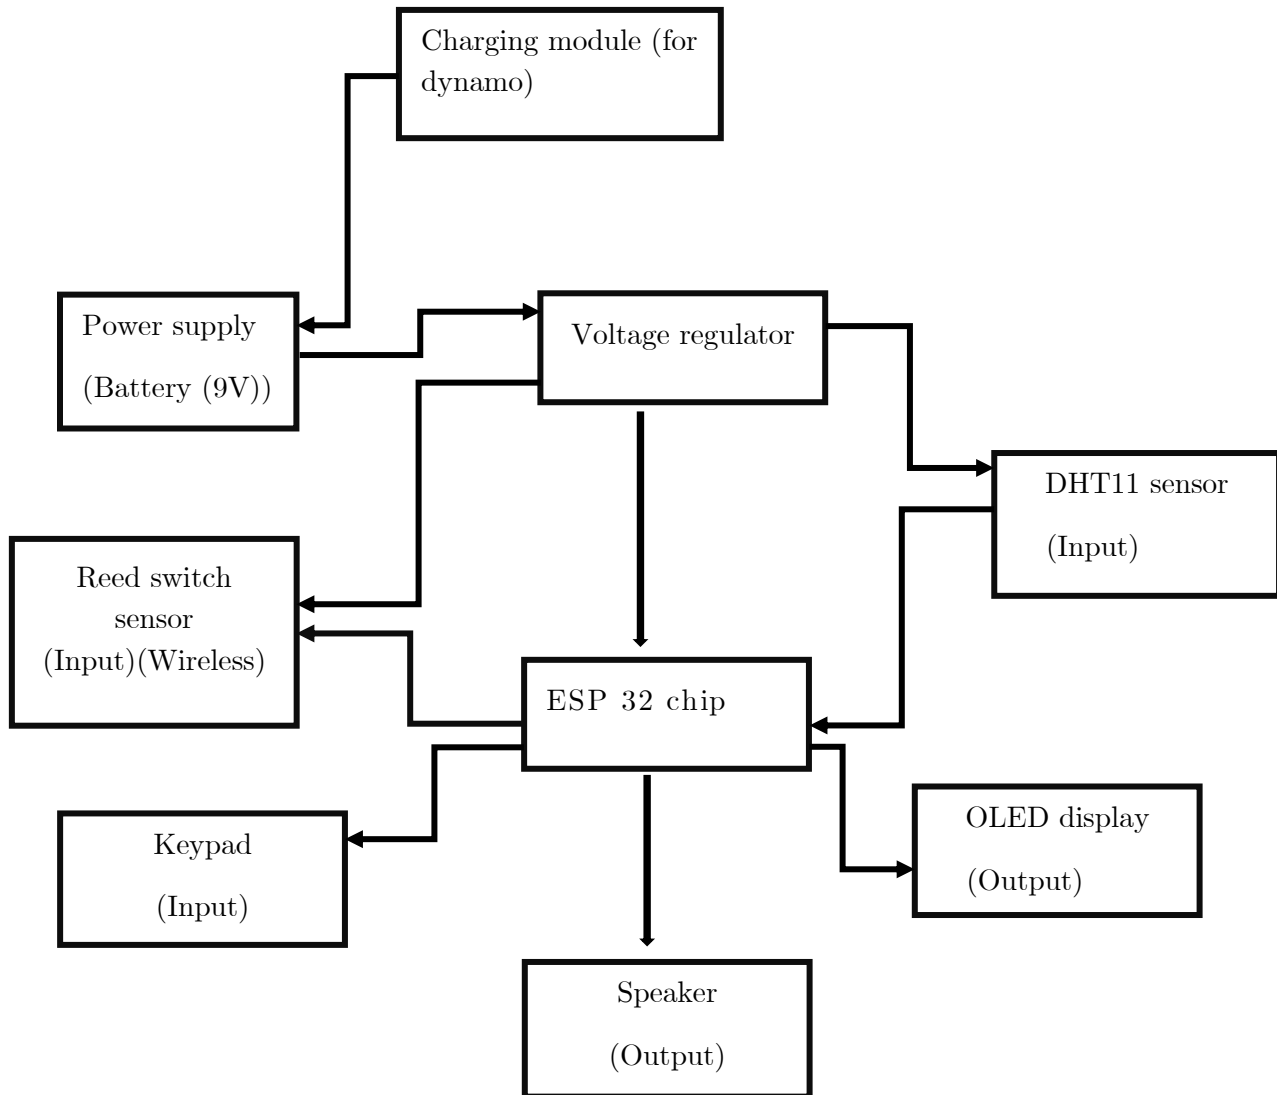 Charging module (for
dynamo)
Power supply
(Battery (9V))
Voltage regulator
DHT11 sensor
(Input)
Reed switch
sensor
(Input)(Wireless)
ESP 32 chip
Keypad
(Input)
OLED display
(Output)
Speaker
(Output)